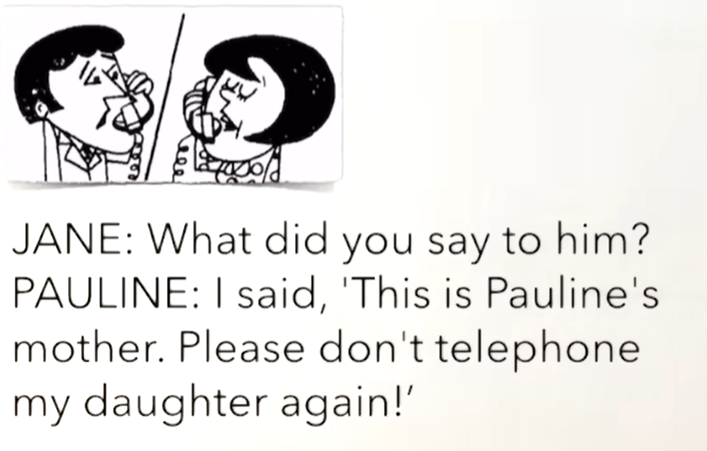 JANE: What did you say to him?
PAULINE: I said, 'This is Pauline's
mother. Please don't telephone
my daughter again!'